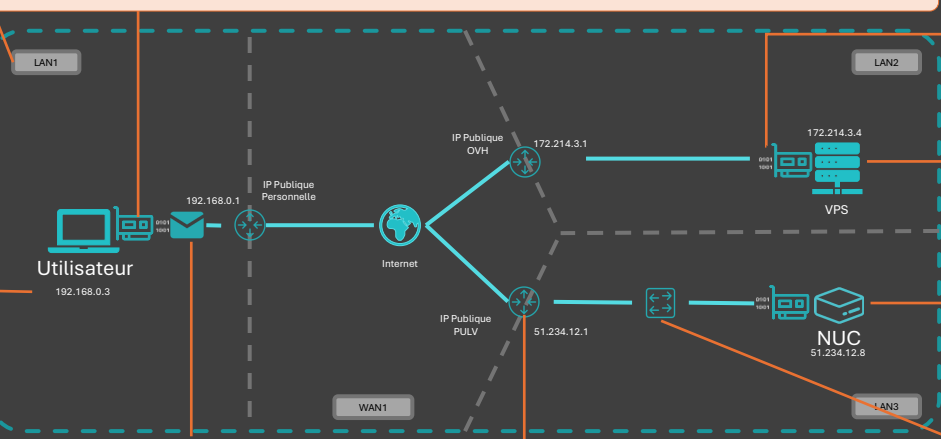 LAN1
LAN2
IP Publique
OVH
172.214.3.1
172.214.3.4
0101
1001
VPS
IP Publique
Personnelle
192.168.0.1
0101
1001
Utilisateur
192.168.0.3
Internet
IP Publique
PULV
51.234.12.1
0101
1001
NUC
51.234.12.8
WAN1
LAN3